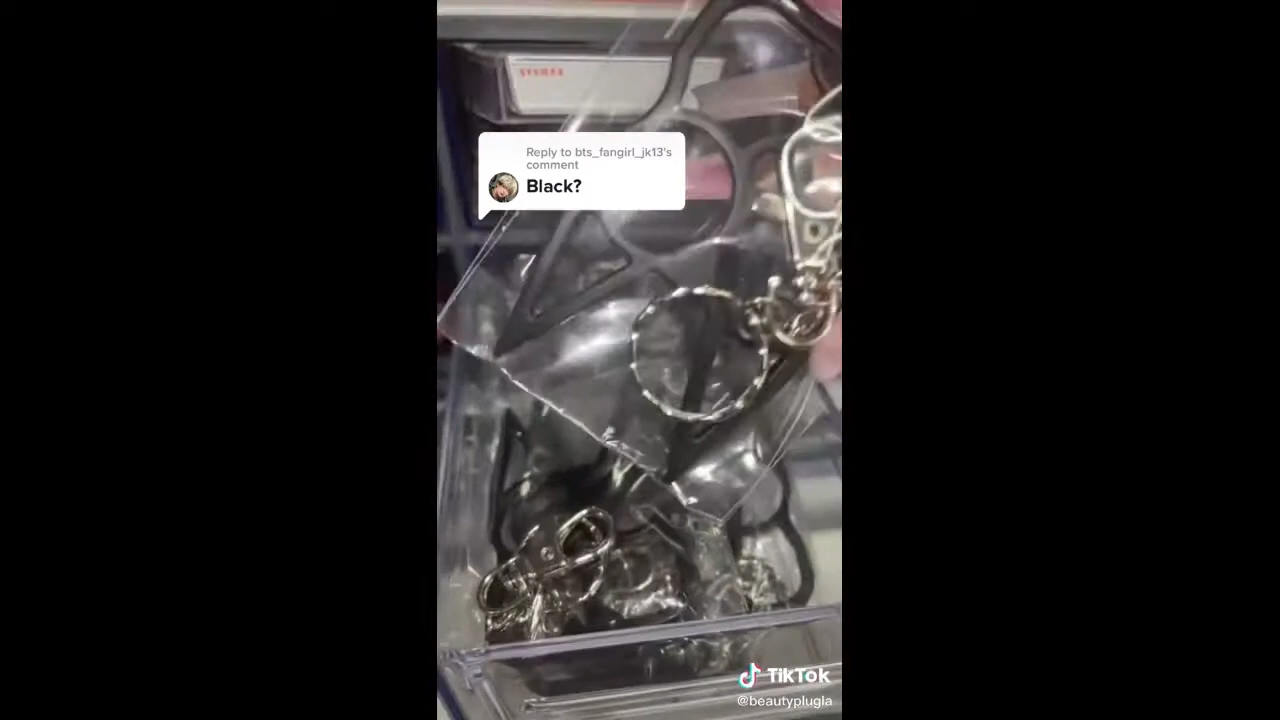 Reply to bts_fangirl_jk13's
comment
Black?
TikTok
@beautyplugla